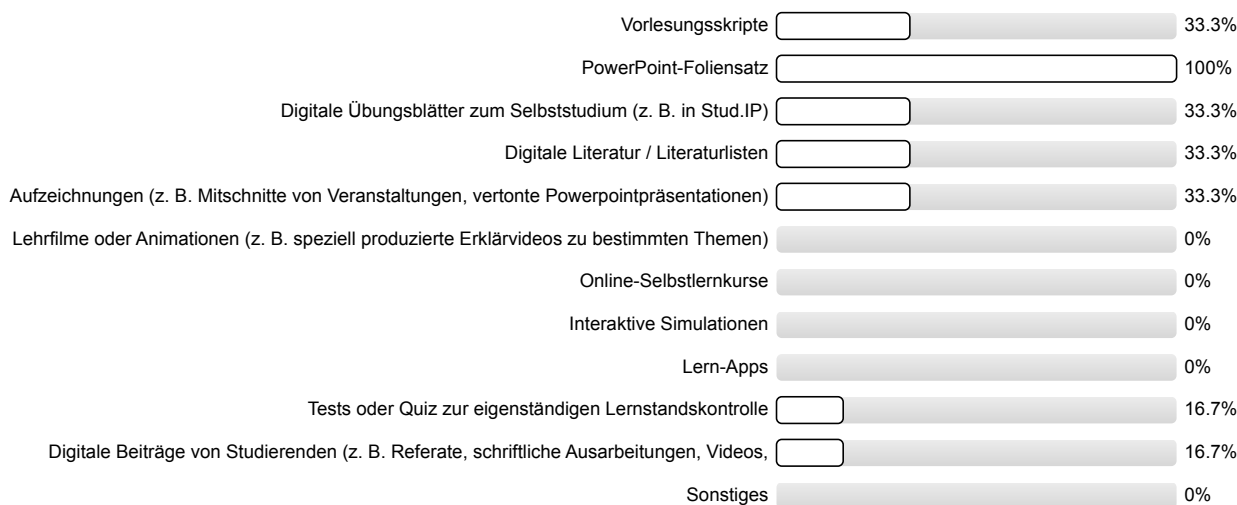 Vorlesungsskripte 33.3%
PowerPoint-Foliensatz 100%
Digitale Übungsblätter zum Selbststudium (z. B. in Stud.IP) 33.3%
Digitale Literatur / Literaturlisten 33.3%
Aufzeichnungen (z. B. Mitschnitte von Veranstaltungen, vertonte Powerpointpräsentationen) 33.3%
Lehrfilme oder Animationen (z. B. speziell produzierte Erklärvideos zu bestimmten Themen) 0%
Online-Selbstlernkurse 0%
Interaktive Simulationen 0%
Lern-Apps 0%
Tests oder Quiz zur eigenständigen Lernstandskontrolle 16.7%
Digitale Beiträge von Studierenden (z. B. Referate, schriftliche Ausarbeitungen, Videos, 16.7%
Sonstiges 0%